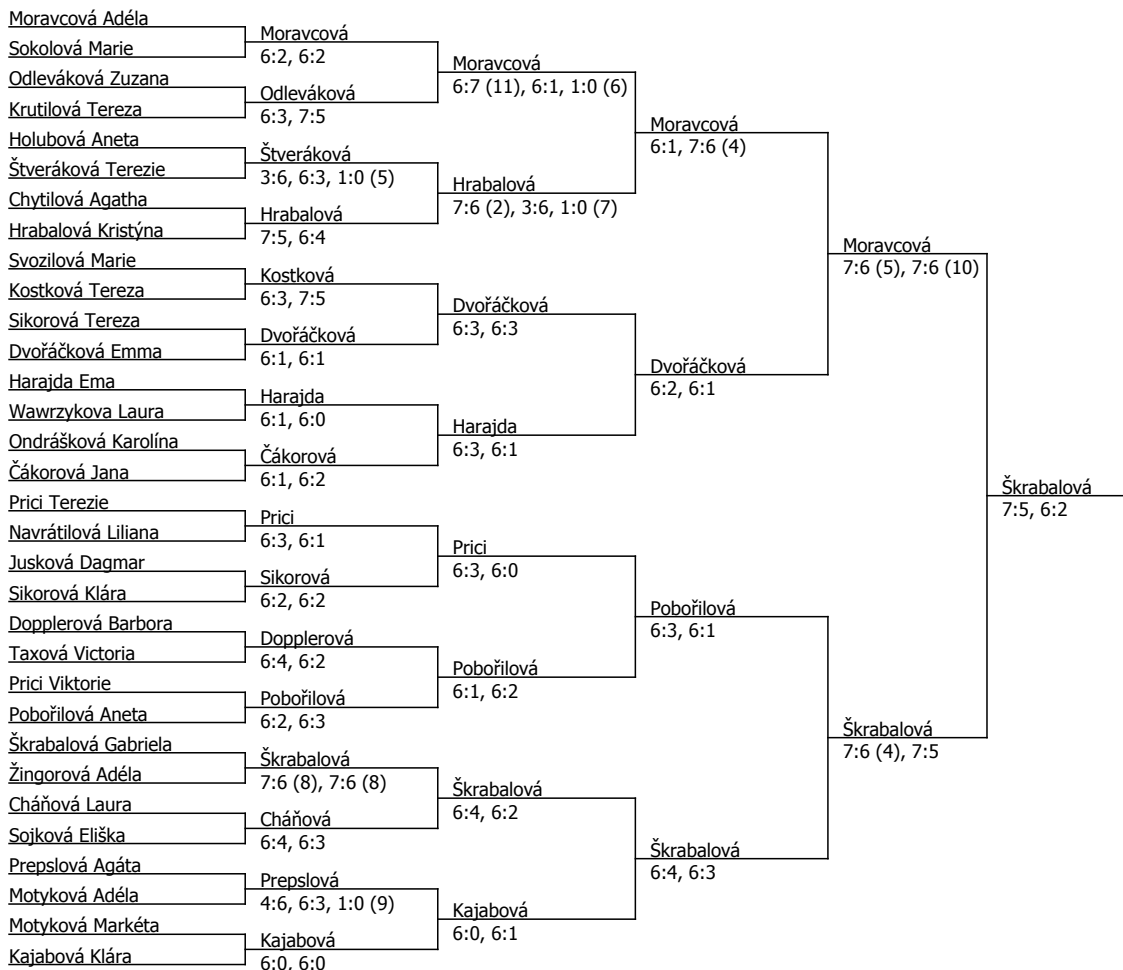 Moravcová Adéla
Sokolová Marie
Odleváková Zuzana
Krutilová Tereza
Holubová Aneta
Štveráková Terezie
Chytilová Agatha
Hrabalová Kristýna
Svozilová Marie
Kostková Tereza
Sikorová Tereza
Dvořáčková Emma
Harajda Ema
Wawrzykova Laura
Ondrášková Karolína
Čákorová Jana
Prici Terezie
Navrátilová Liliana
Jusková Dagmar
Sikorová Klára
Dopplerová Barbora
Taxová Victoria
Prici Viktorie
Pobořilová Aneta
Škrabalová Gabriela
Žingorová Adéla
Cháňová Laura
Sojková Eliška
Prepslová Agáta
Motyková Adéla
Motyková Markéta
Kajabová Klára
Moravcová
6:2, 6:2
Odleváková
6:3, 7:5
Štveráková
3:6, 6:3, 1:0 (5)
Hrabalová
7:5, 6:4
Kostková
6:3, 7:5
Dvořáčková
6:1, 6:1
Harajda
6:1, 6:0
Čákorová
6:1, 6:2
Prici
6:3, 6:1
Sikorová
6:2, 6:2
Dopplerová
6:4, 6:2
Pobořilová
6:2, 6:3
Škrabalová
7:6 (8), 7:6 (8)
Cháňová
6:4, 6:3
Prepslová
4:6, 6:3, 1:0 (9)
Kajabová
6:0, 6:0
Moravcová
6:7 (11), 6:1, 1:0 (6)
Hrabalová
7:6 (2), 3:6, 1:0 (7)
Dvořáčková
6:3, 6:3
Harajda
6:3, 6:1
Prici
6:3, 6:0
Pobořilová
6:1, 6:2
Škrabalová
6:4, 6:2
Kajabová
6:0, 6:1
Moravcová
6:1, 7:6 (4)
Dvořáčková
6:2, 6:1
Pobořilová
6:3, 6:1
Škrabalová
6:4, 6:3
Moravcová
7:6 (5), 7:6 (10)
Škrabalová
7:6 (4), 7:5
Škrabalová
7:5, 6:2